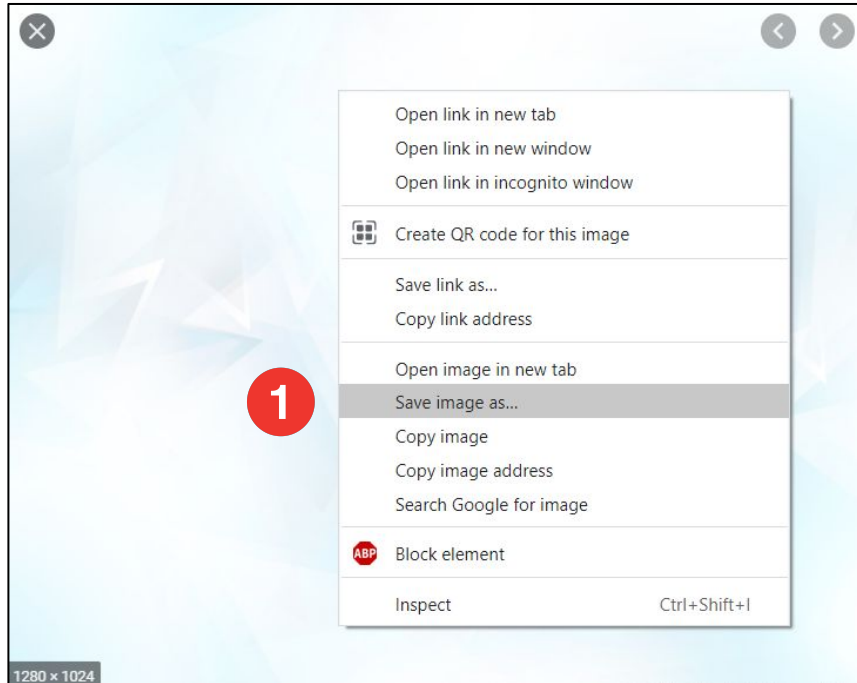 Open link in new tab
Open link in new window
Open link in incognito window
Create QR code for this image
Save link as...
Copy link address
Open image in new tab
1
Save image as...
Copy image
Copy image address
Search Google for image
ABP
Block element
Inspect Ctrl+Shift+I
1280 × 1024